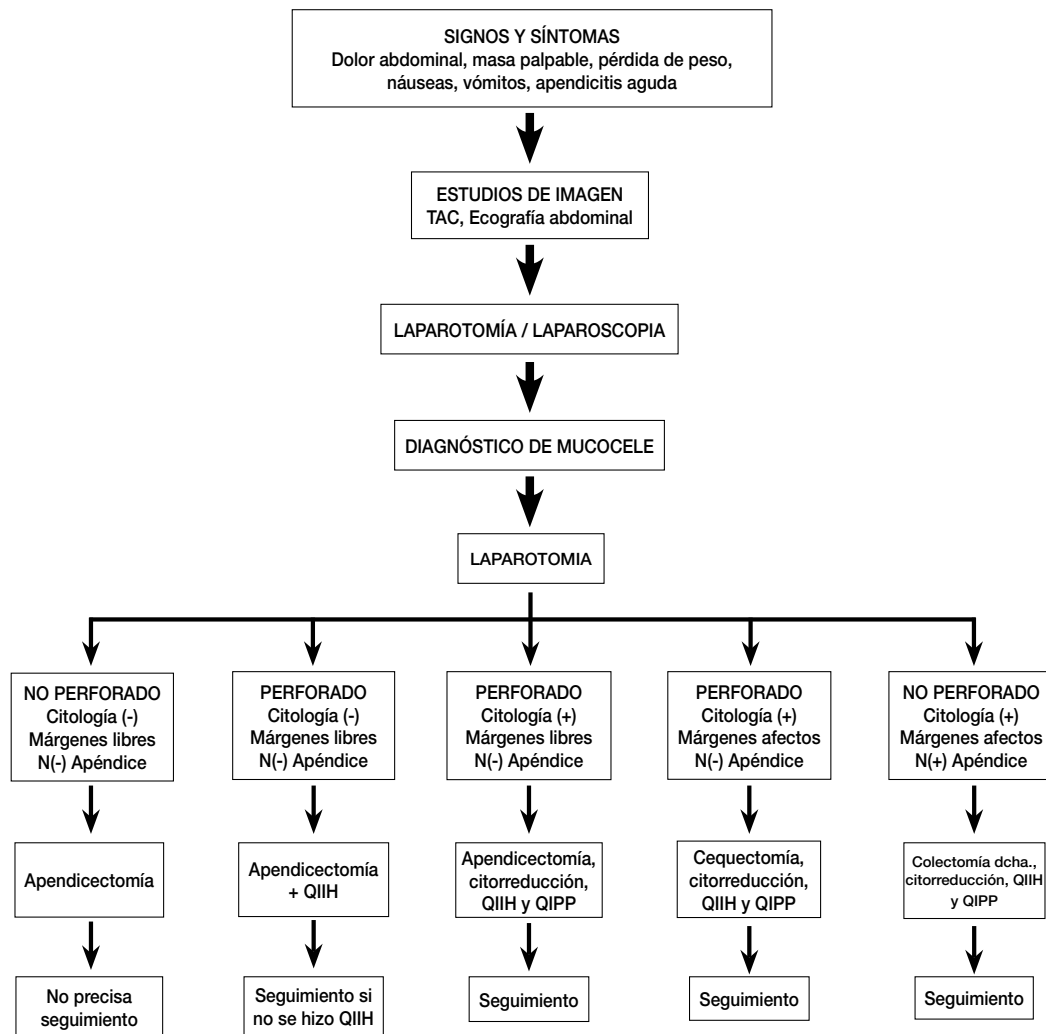 SIGNOS Y SÍNTOMAS
Dolor abdominal, masa palpable, pérdida de peso,
náuseas, vómitos, apendicitis aguda
ESTUDIOS DE IMAGEN
TAC, Ecografía abdominal
LAPAROTOMÍA / LAPAROSCOPIA
DIAGNÓSTICO DE MUCOCELE
LAPAROTOMIA
NO PERFORADO
Citología (-)
Márgenes libres
N(-) Apéndice
PERFORADO
Citología (-)
Márgenes libres
N(-) Apéndice
PERFORADO
Citología (+)
Márgenes libres
N(-) Apéndice
PERFORADO
Citología (+)
Márgenes afectos
N(-) Apéndice
NO PERFORADO
Citología (+)
Márgenes afectos
N(+) Apéndice
Apendicectomía
Apendicectomía
+ QIIH
Apendicectomía,
citorreducción,
QIIH y QIPP
Cequectomía,
citorreducción,
QIIH y QIPP
Colectomía dcha.,
citorreducción, QIIH
y QIPP
No precisa
seguimiento
Seguimiento si
no se hizo QIIH
Seguimiento
Seguimiento
Seguimiento